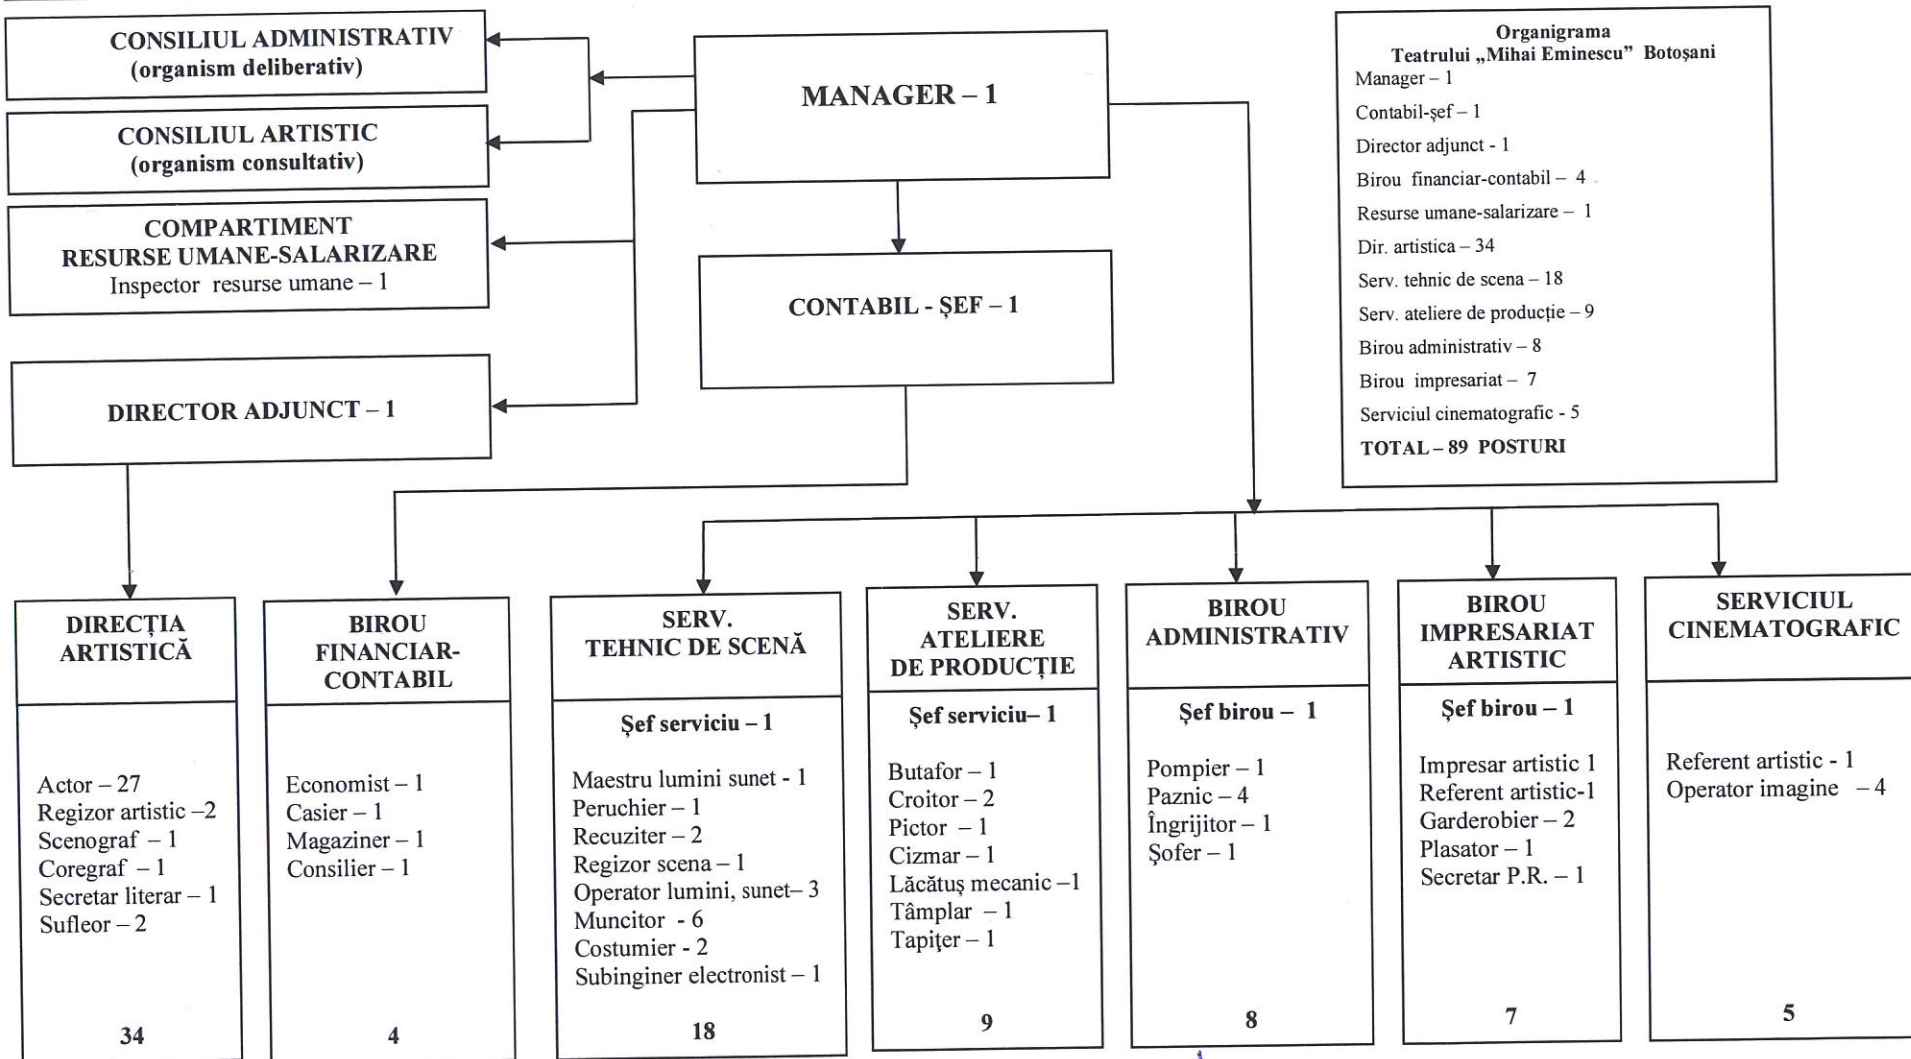 CONSILIUL ADMINISTRATIV
(organism deliberativ)
CONSILIUL ARTISTIC
(organism consultativ)
COMPARTIMENT
RESURSE UMANE-SALARIZARE
Inspector resurse umane – 1
DIRECTOR ADJUNCT – 1
MANAGER – 1
CONTABIL - ȘEF – 1
Organigrama
Teatrului „Mihai Eminescu” Botoşani
Manager – 1
Contabil-şef – 1
Director adjunct - 1
Birou financiar-contabil – 4
Resurse umane-salarizare – 1
Dir. artistica – 34
Serv. tehnic de scena – 18
Serv. ateliere de producție – 9
Birou administrativ – 8
Birou impresariat – 7
Serviciul cinematografic - 5
TOTAL – 89 POSTURI
DIRECȚIA
ARTISTICĂ
Actor – 27
Regizor artistic –2
Scenograf – 1
Coregraf – 1
Secretar literar – 1
Sufleor – 2
34
BIROU
FINANCIAR-
CONTABIL
Economist – 1
Casier – 1
Magaziner – 1
Consilier – 1
4
SERV.
TEHNIC DE SCENĂ
Șef serviciu – 1
Maestru lumini sunet - 1
Peruchier – 1
Recuziter – 2
Regizor scena – 1
Operator lumini, sunet– 3
Muncitor - 6
Costumier - 2
Subinginer electronist – 1
18
SERV.
ATELIERE
DE PRODUCȚIE
Șef serviciu– 1
Butafor – 1
Croitor – 2
Pictor – 1
Cizmar – 1
Lăcătuș mecanic –1
Tâmplar – 1
Tapiţer – 1
9
BIROU
ADMINISTRATIV
Șef birou – 1
Pompier – 1
Paznic – 4
Îngrijitor – 1
Şofer – 1
8
BIROU
IMPRESARIAT
ARTISTIC
Șef birou – 1
Impresar artistic 1
Referent artistic-1
Garderobier – 2
Plasator – 1
Secretar P.R. – 1
7
SERVICIUL
CINEMATOGRAFIC
Referent artistic - 1
Operator imagine – 4
5